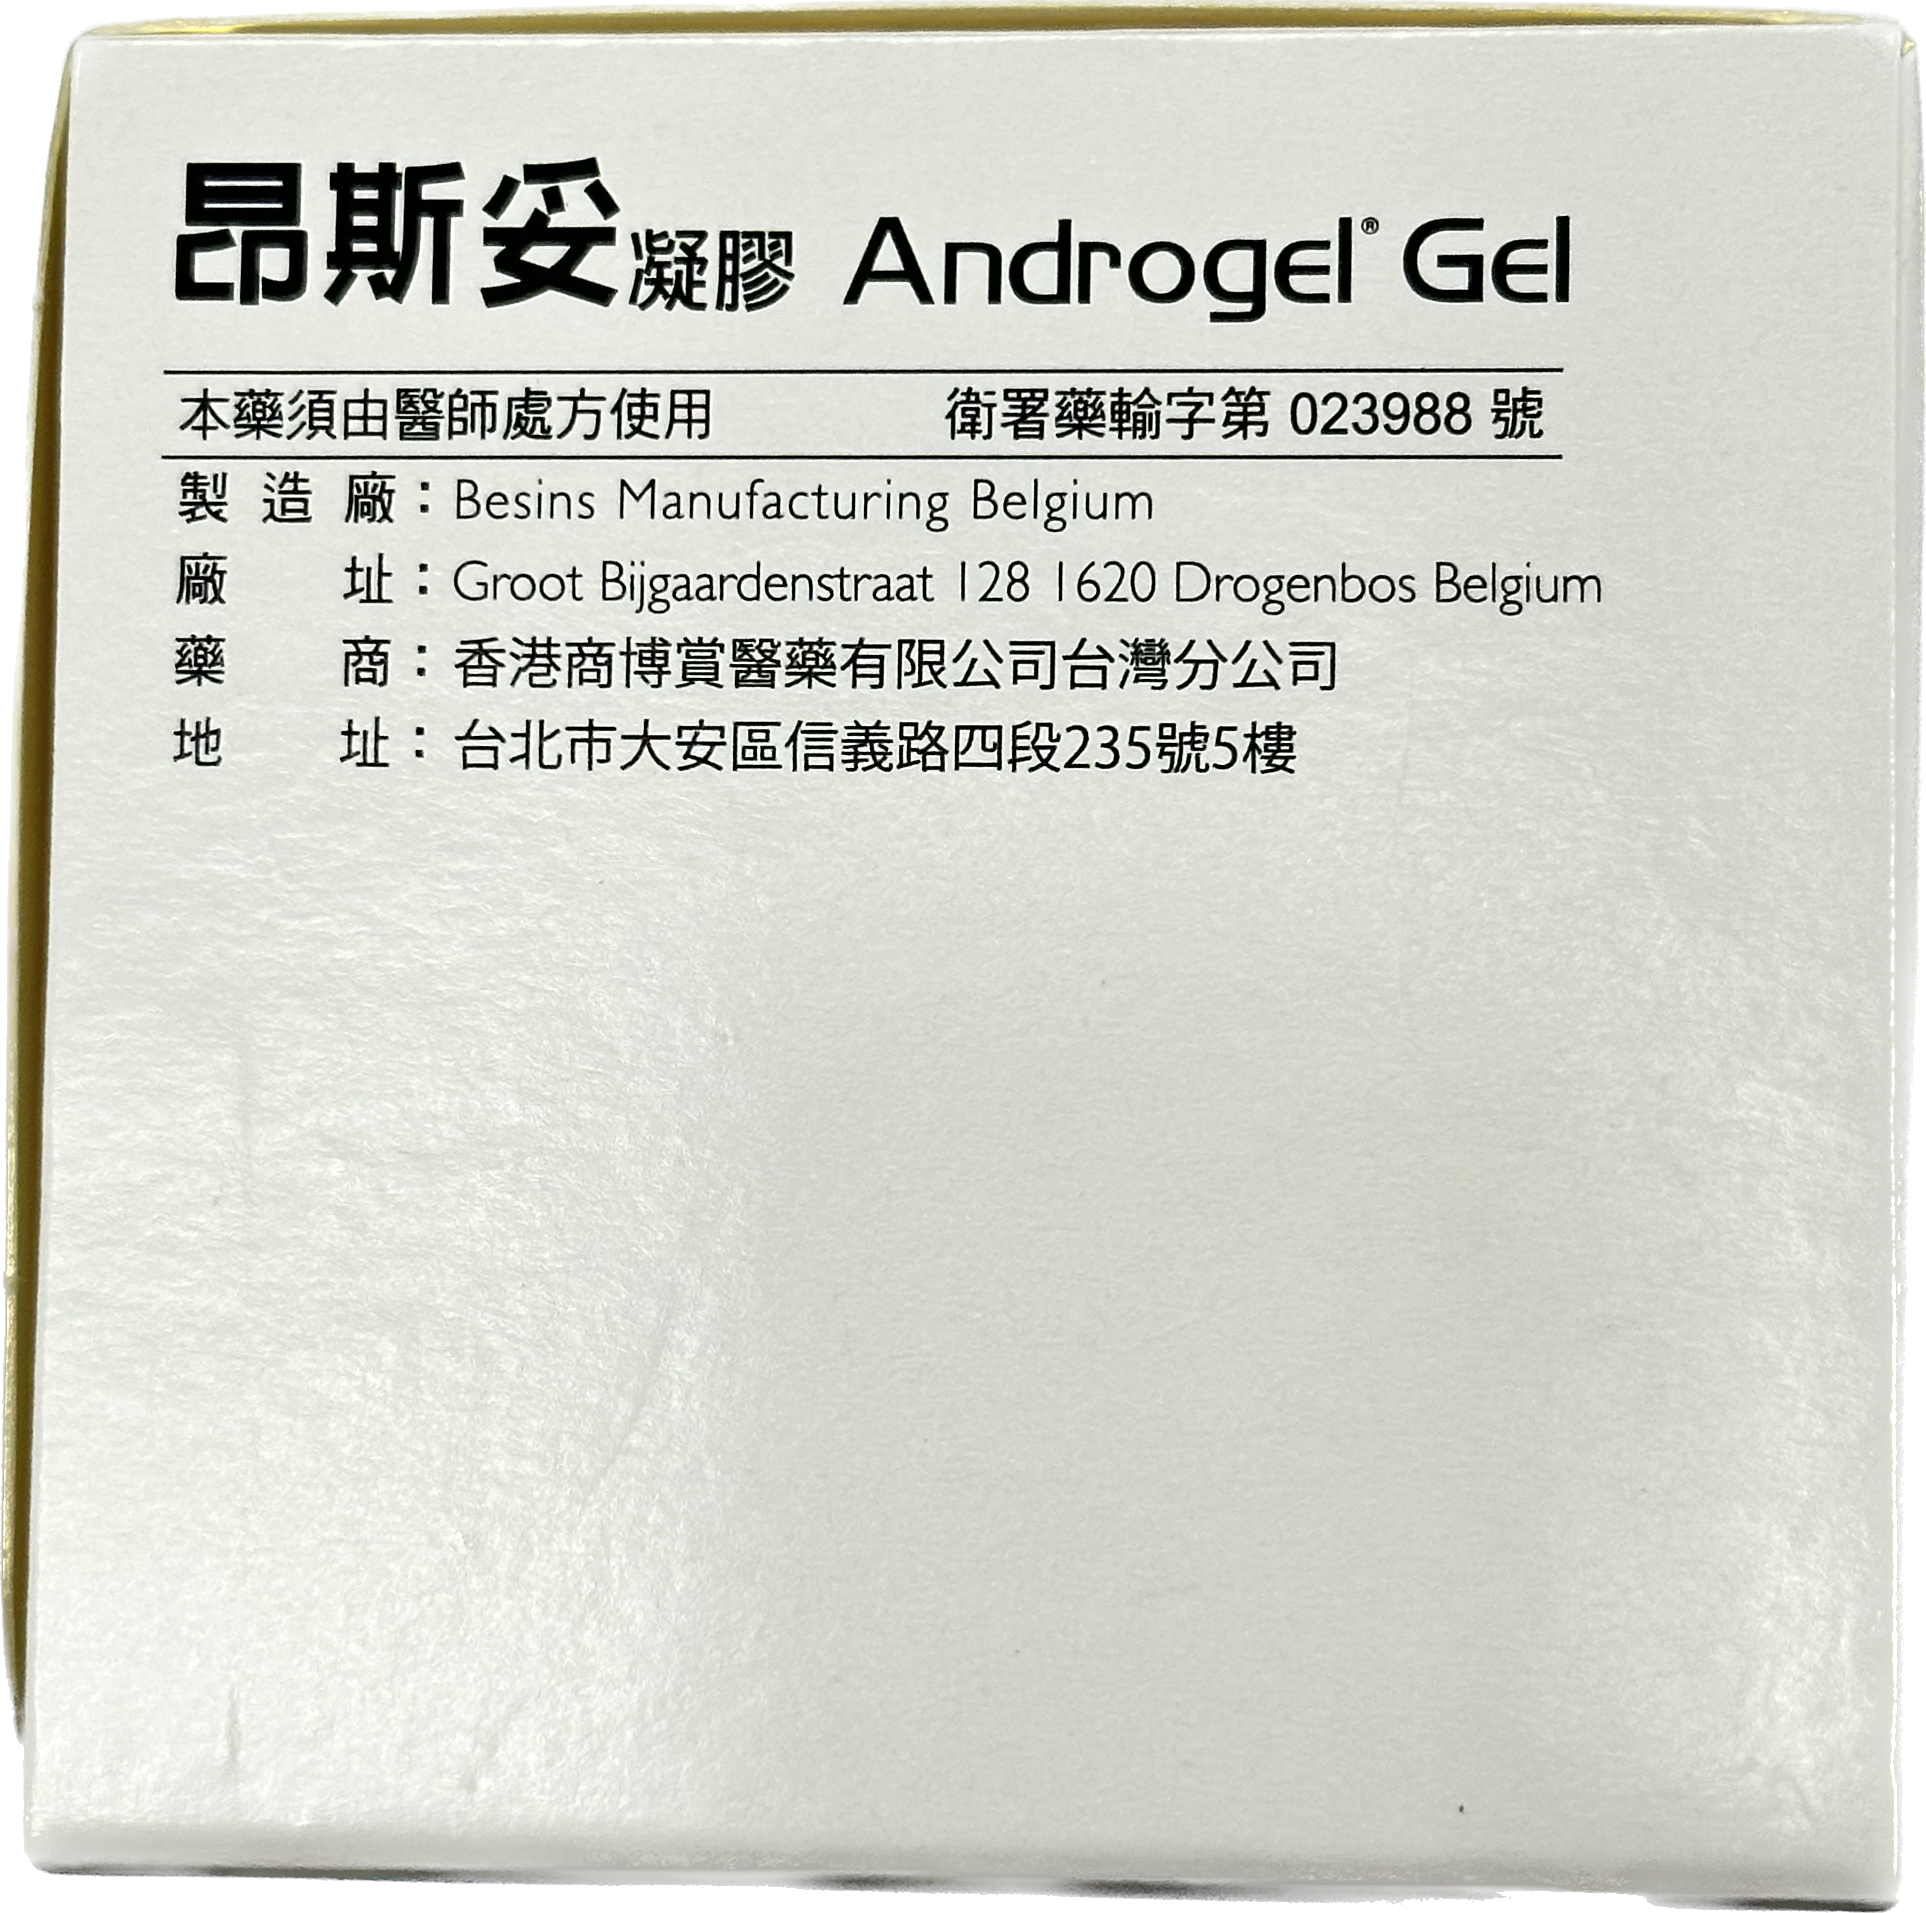 昂斯妥凝膠 Androgel® Gel
本藥須由醫師處方使用 衛署藥輸字第 023988 號
製造廠：Besins Manufacturing Belgium
廠址：Groot Bijgaardenstraat 128 1620 Drogenbos Belgium
藥商：香港商博賞醫藥有限公司台灣分公司
地址：台北市大安區信義路四段235號5樓